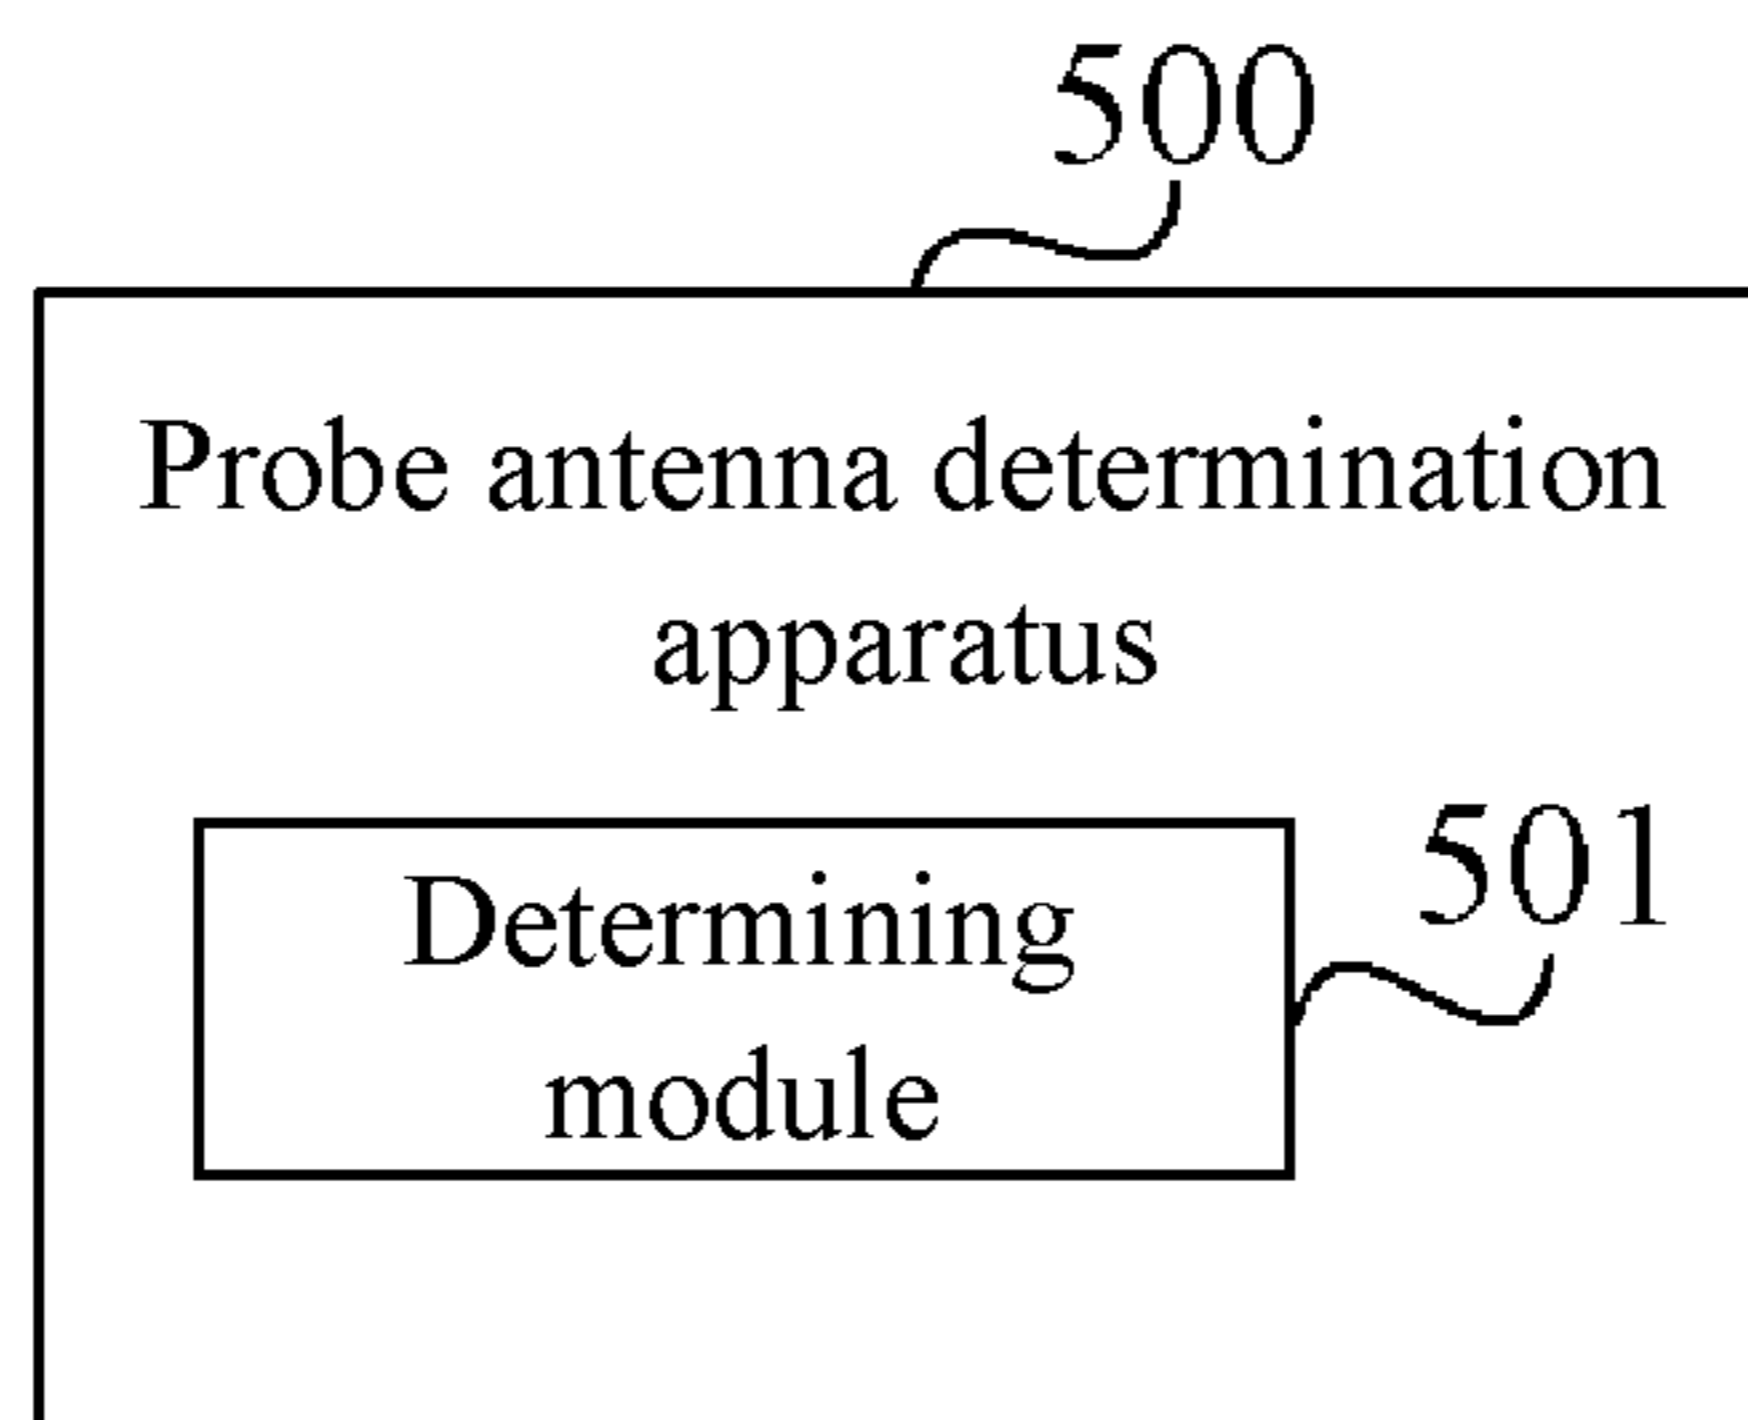 500
Probe antenna determination
apparatus
501
Determining
module